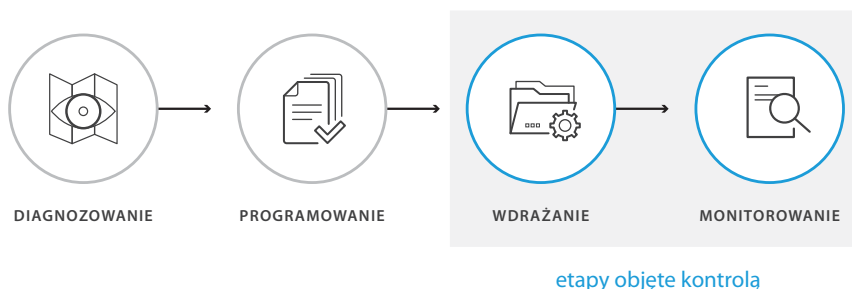 DIAGNOZOWANIE
PROGRAMOWANIE
WDRAŻANIE
MONITOROWANIE
etapy objęte kontrolą